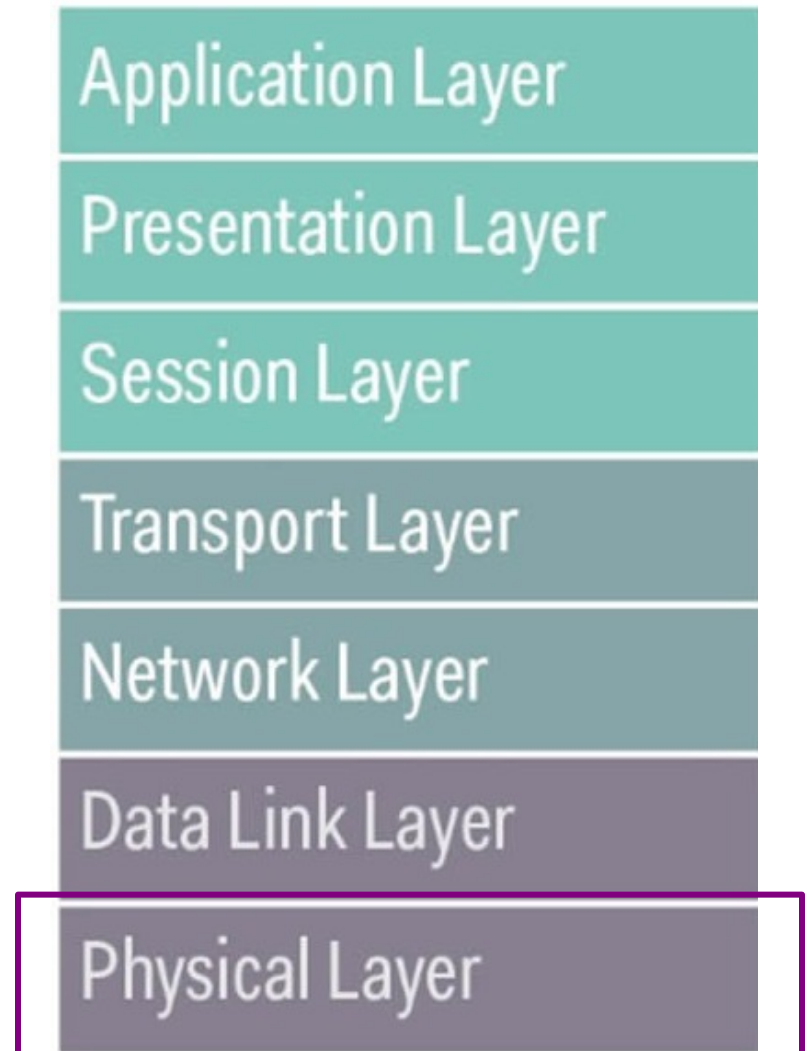 Application Layer
Presentation Layer
Session Layer
Transport Layer
Network Layer
Data Link Layer
Physical Layer